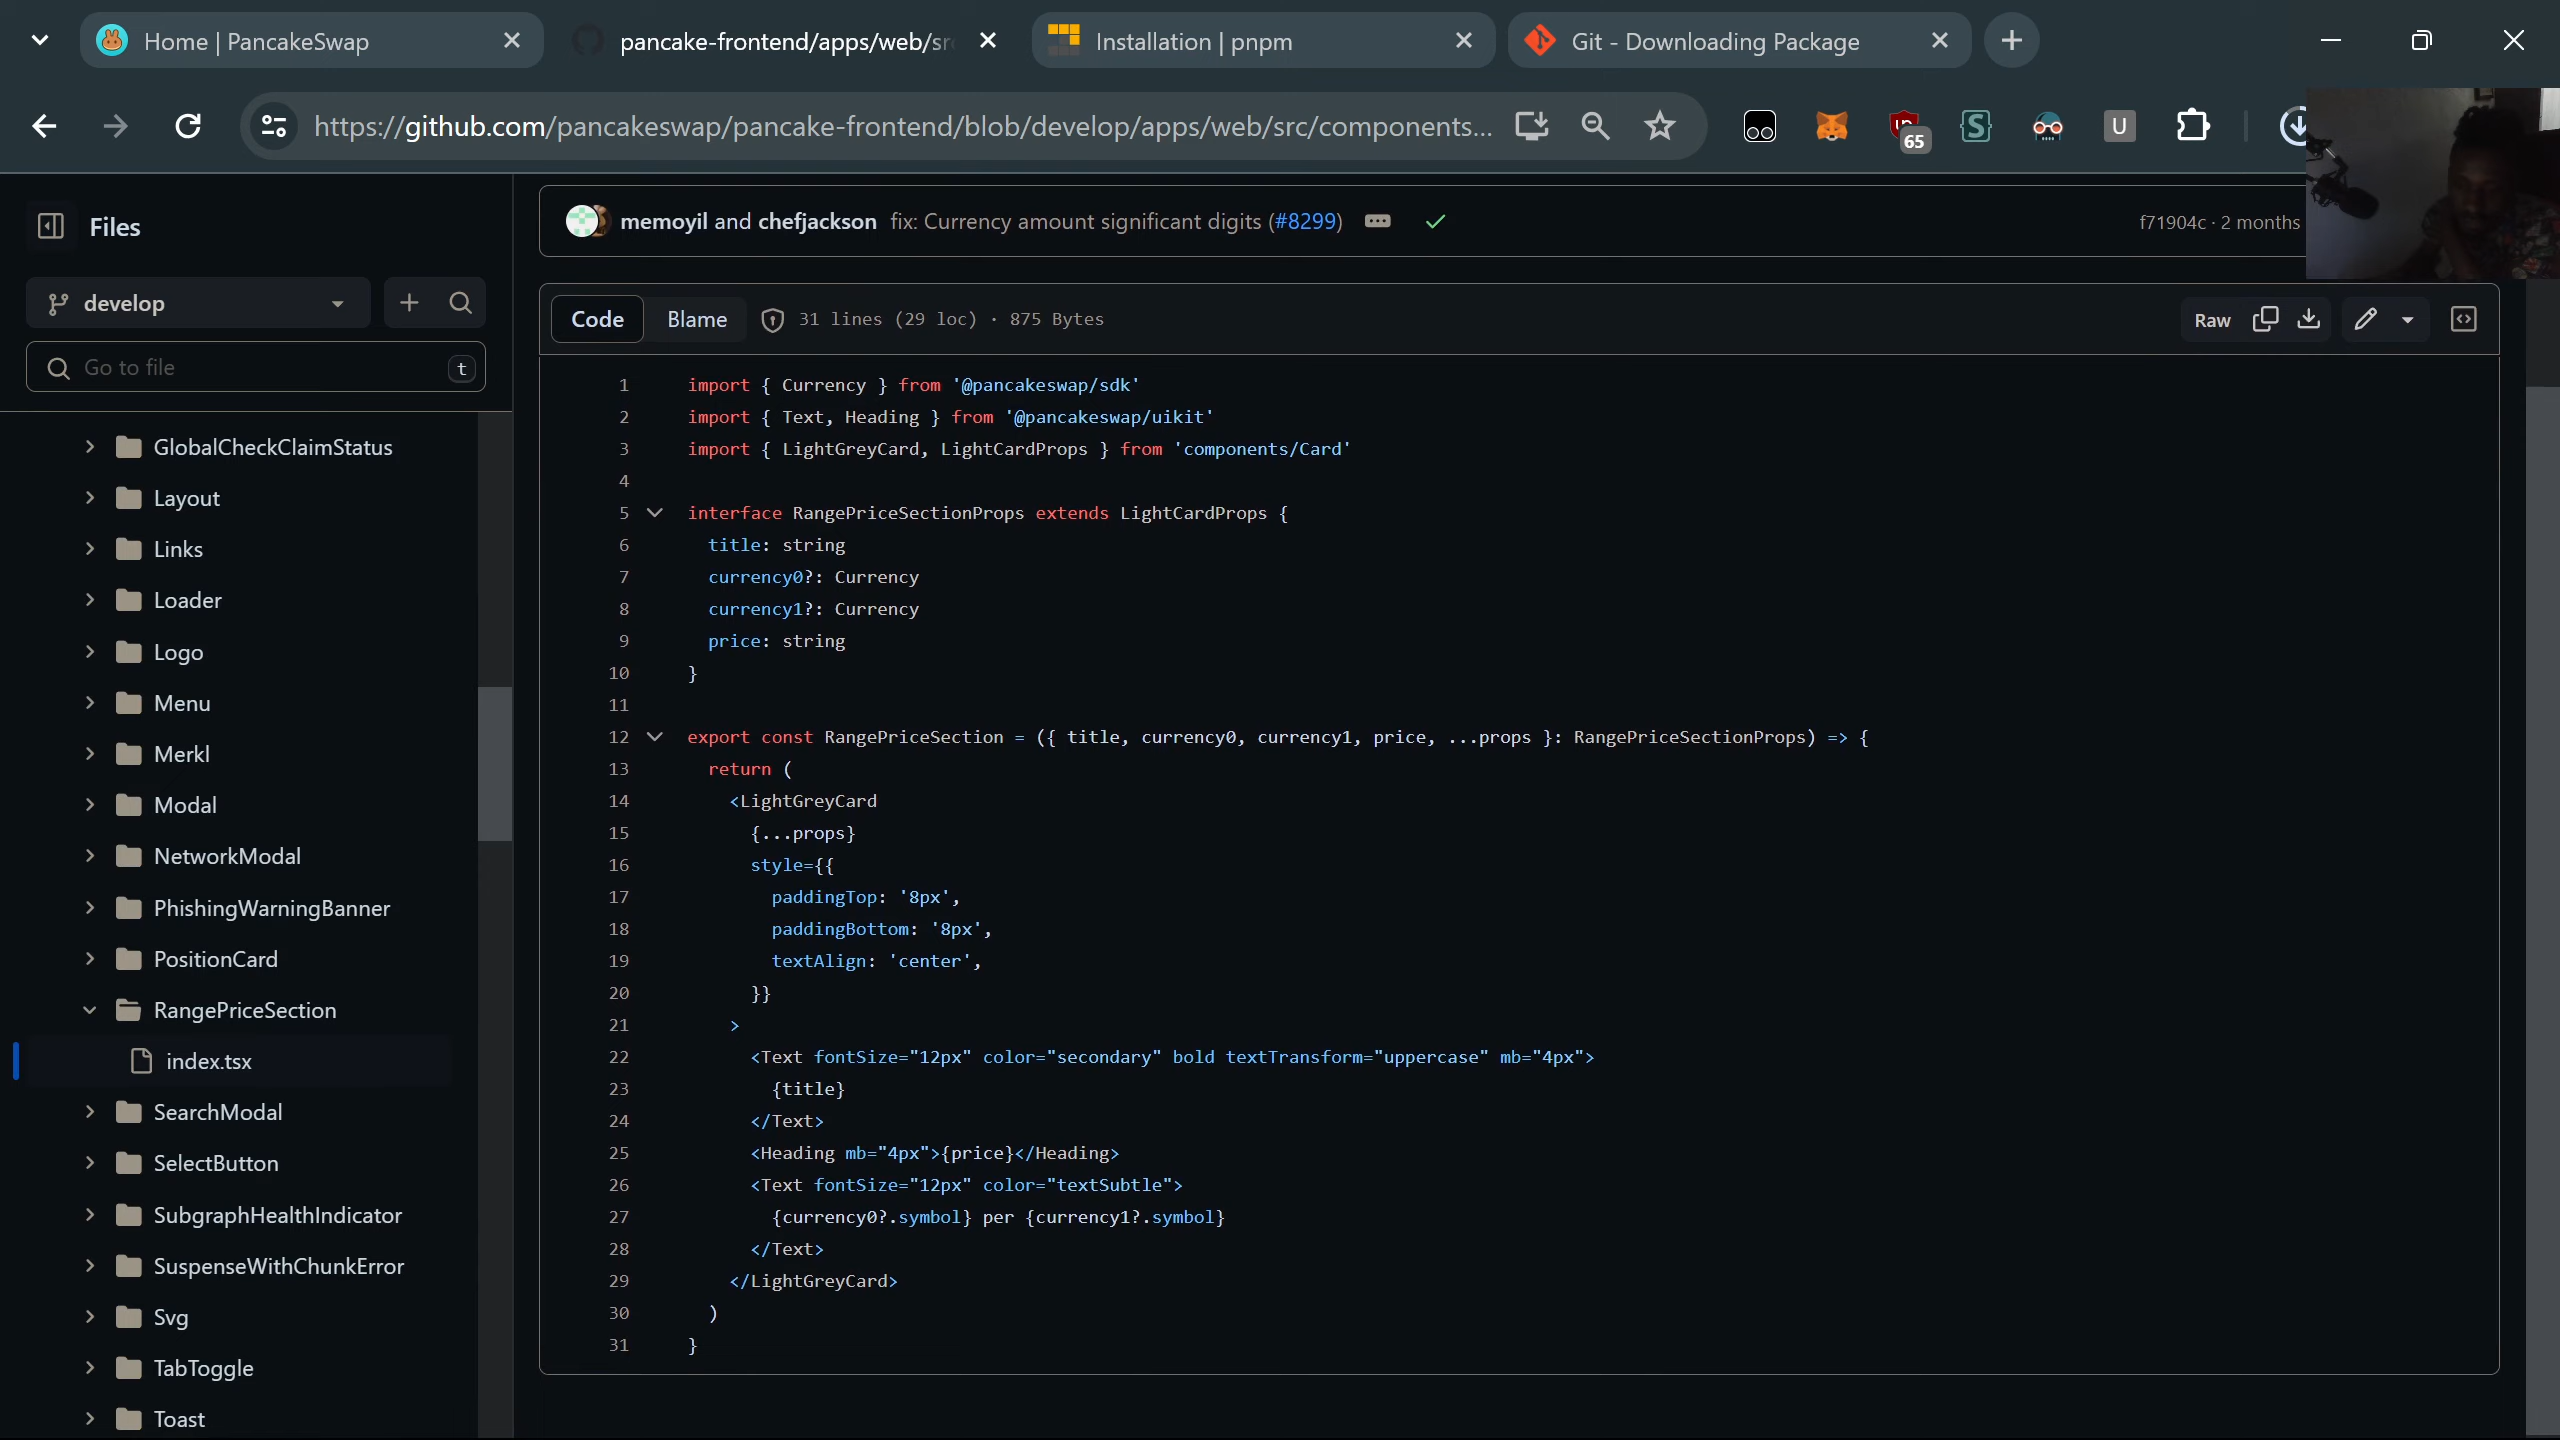 Home | PancakeSwap
pancake-frontend/apps/web/src
Installation | pnpm
Git - Downloading Package
https://github.com/pancakeswap/pancake-frontend/blob/develop/apps/web/src/components...
65
S
U
Files
memoyil and chefjackson fix: Currency amount significant digits (#8299)
f71904c · 2 months
develop
Code
Blame
31 lines (29 loc) · 875 Bytes
Raw
Go to file
t
GlobalCheckClaimStatus
Layout
Links
Loader
Logo
Menu
Merkl
Modal
NetworkModal
PhishingWarningBanner
PositionCard
RangePriceSection
index.tsx
SearchModal
SelectButton
SubgraphHealthIndicator
SuspenseWithChunkError
Svg
TabToggle
Toast
1 import { Currency } from '@pancakeswap/sdk'
2 import { Text, Heading } from '@pancakeswap/uikit'
3 import { LightGreyCard, LightCardProps } from 'components/Card'
4
5 interface RangePriceSectionProps extends LightCardProps {
6 title: string
7 currency0?: Currency
8 currency1?: Currency
9 price: string
10 }
11
12 export const RangePriceSection = ({ title, currency0, currency1, price, ...props }: RangePriceSectionProps) => {
13 return (
14 <LightGreyCard
15 {...props}
16 style={{
17 paddingTop: '8px',
18 paddingBottom: '8px',
19 textAlign: 'center',
20 }}
21 >
22 <Text fontSize="12px" color="secondary" bold textTransform="uppercase" mb="4px">
23 {title}
24 </Text>
25 <Heading mb="4px">{price}</Heading>
26 <Text fontSize="12px" color="textSubtle">
27 {currency0?.symbol} per {currency1?.symbol}
28 </Text>
29 </LightGreyCard>
30 )
31 }